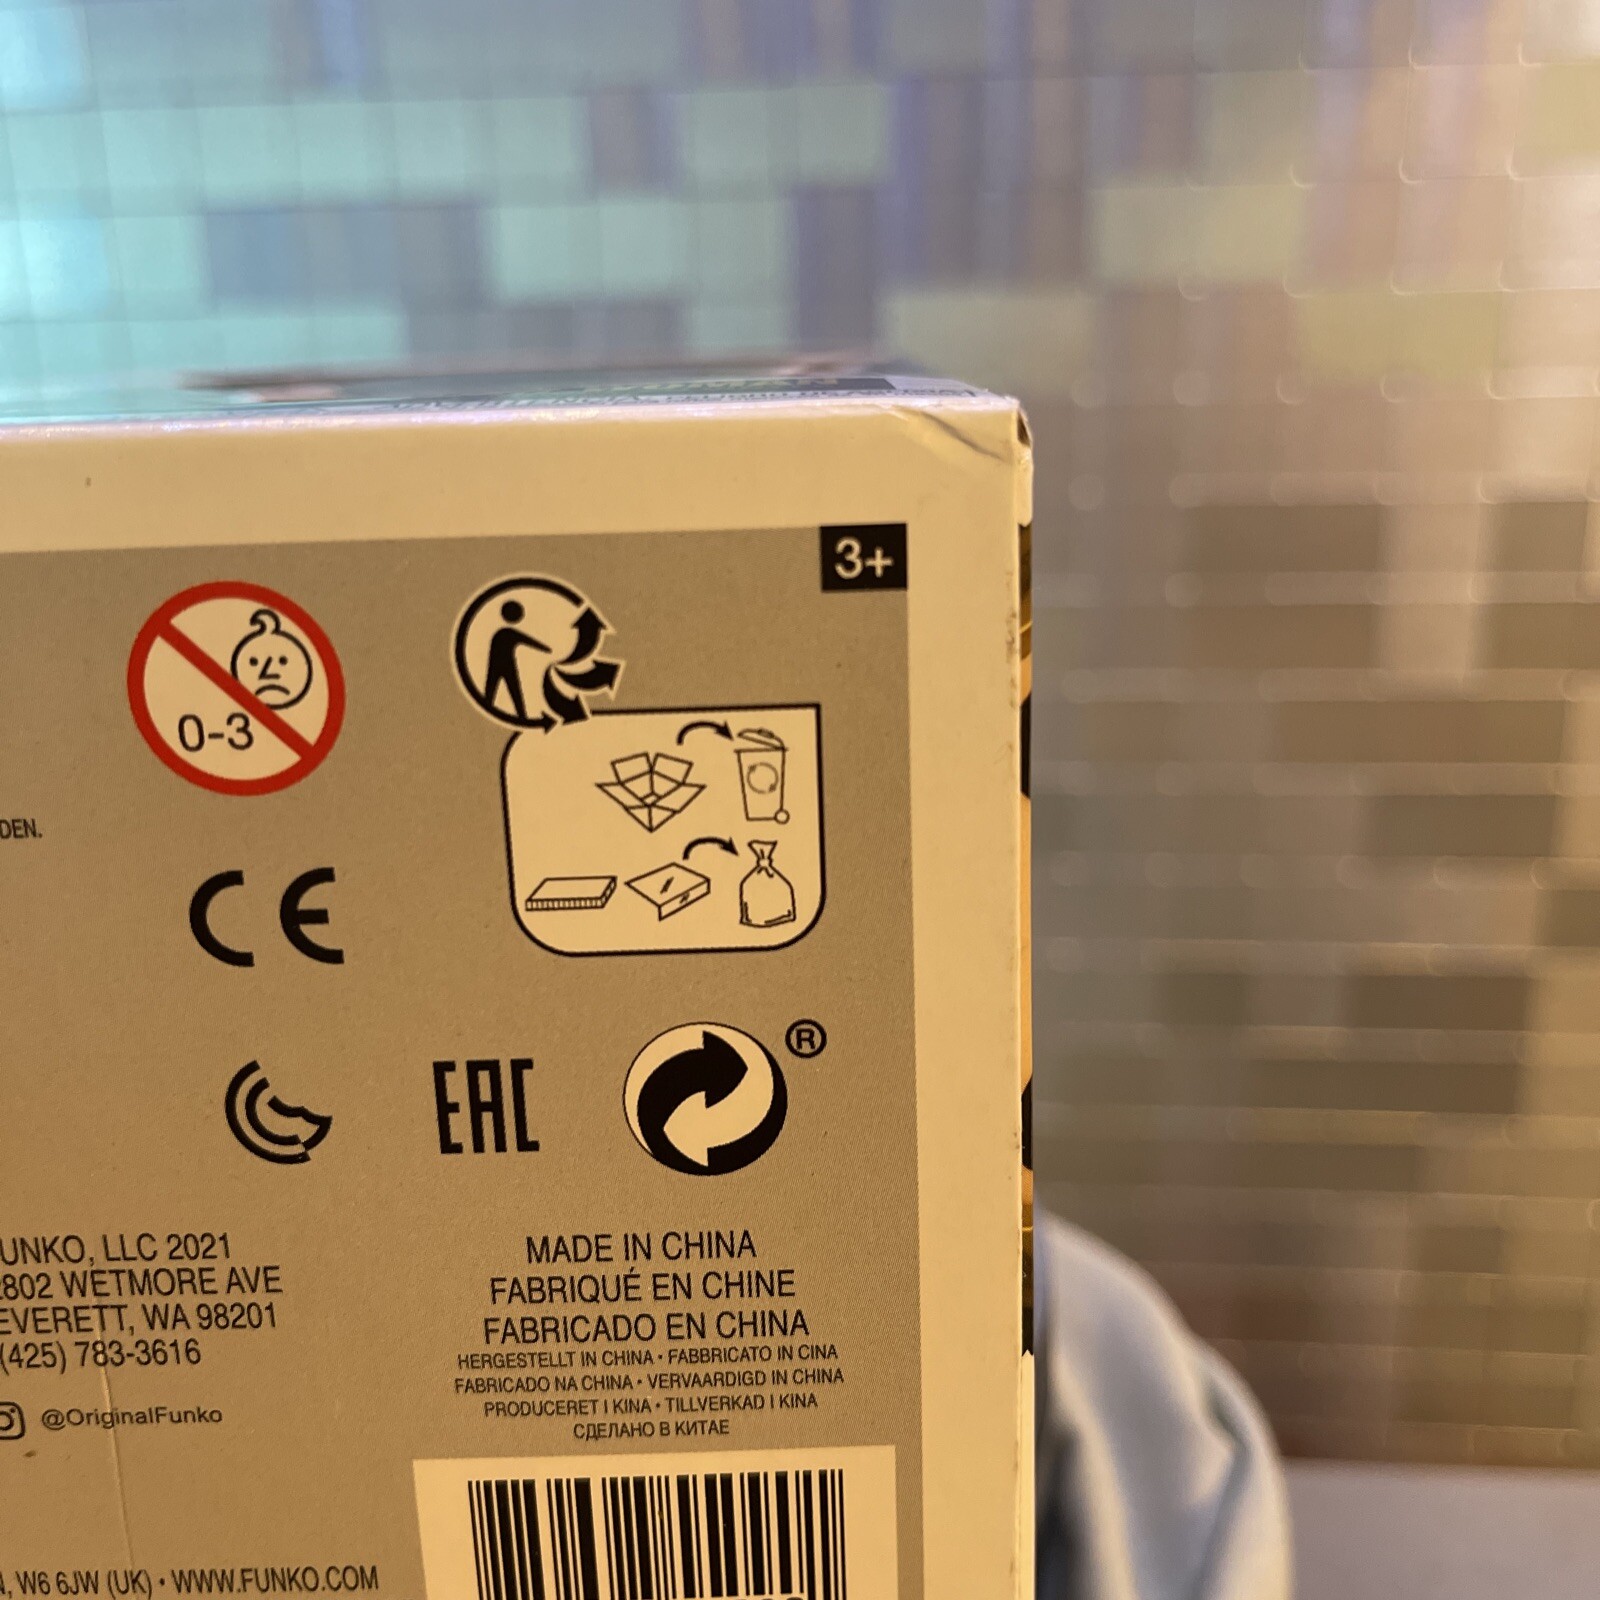 3+
0-3
DEN.
CE
EAC
®
UNKO, LLC 2021
2802 WETMORE AVE
EVERETT, WA 98201
(425) 783-3616
@OriginalFunko
MADE IN CHINA
FABRIQUÉ EN CHINE
FABRICADO EN CHINA
HERGESTELLT IN CHINA • FABBRICATO IN CINA
FABRICADO NA CHINA • VERVAARDIGD IN CHINA
PRODUCERET I KINA • TILLVERKAD I KINA
СДЕЛАНО В КИТАЕ
, W6 6JW (UK) • WWW.FUNKO.COM